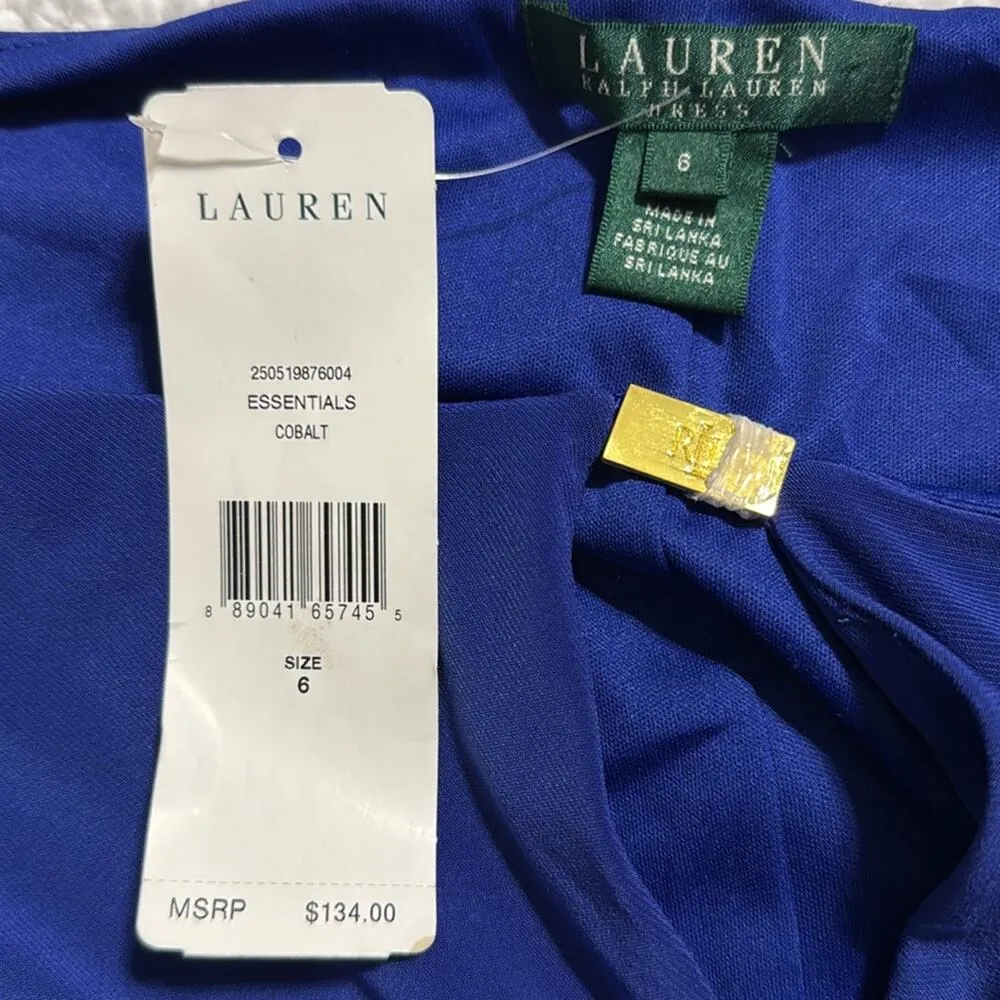 LAUREN
RALPH LAUREN
DRESS
6
MADE IN
SRI LANKA
FABRIQUE AU
SRI LANKA
LAUREN
250519876004
ESSENTIALS
COBALT
8 89041 65745 5
SIZE
6
MSRP $134.00